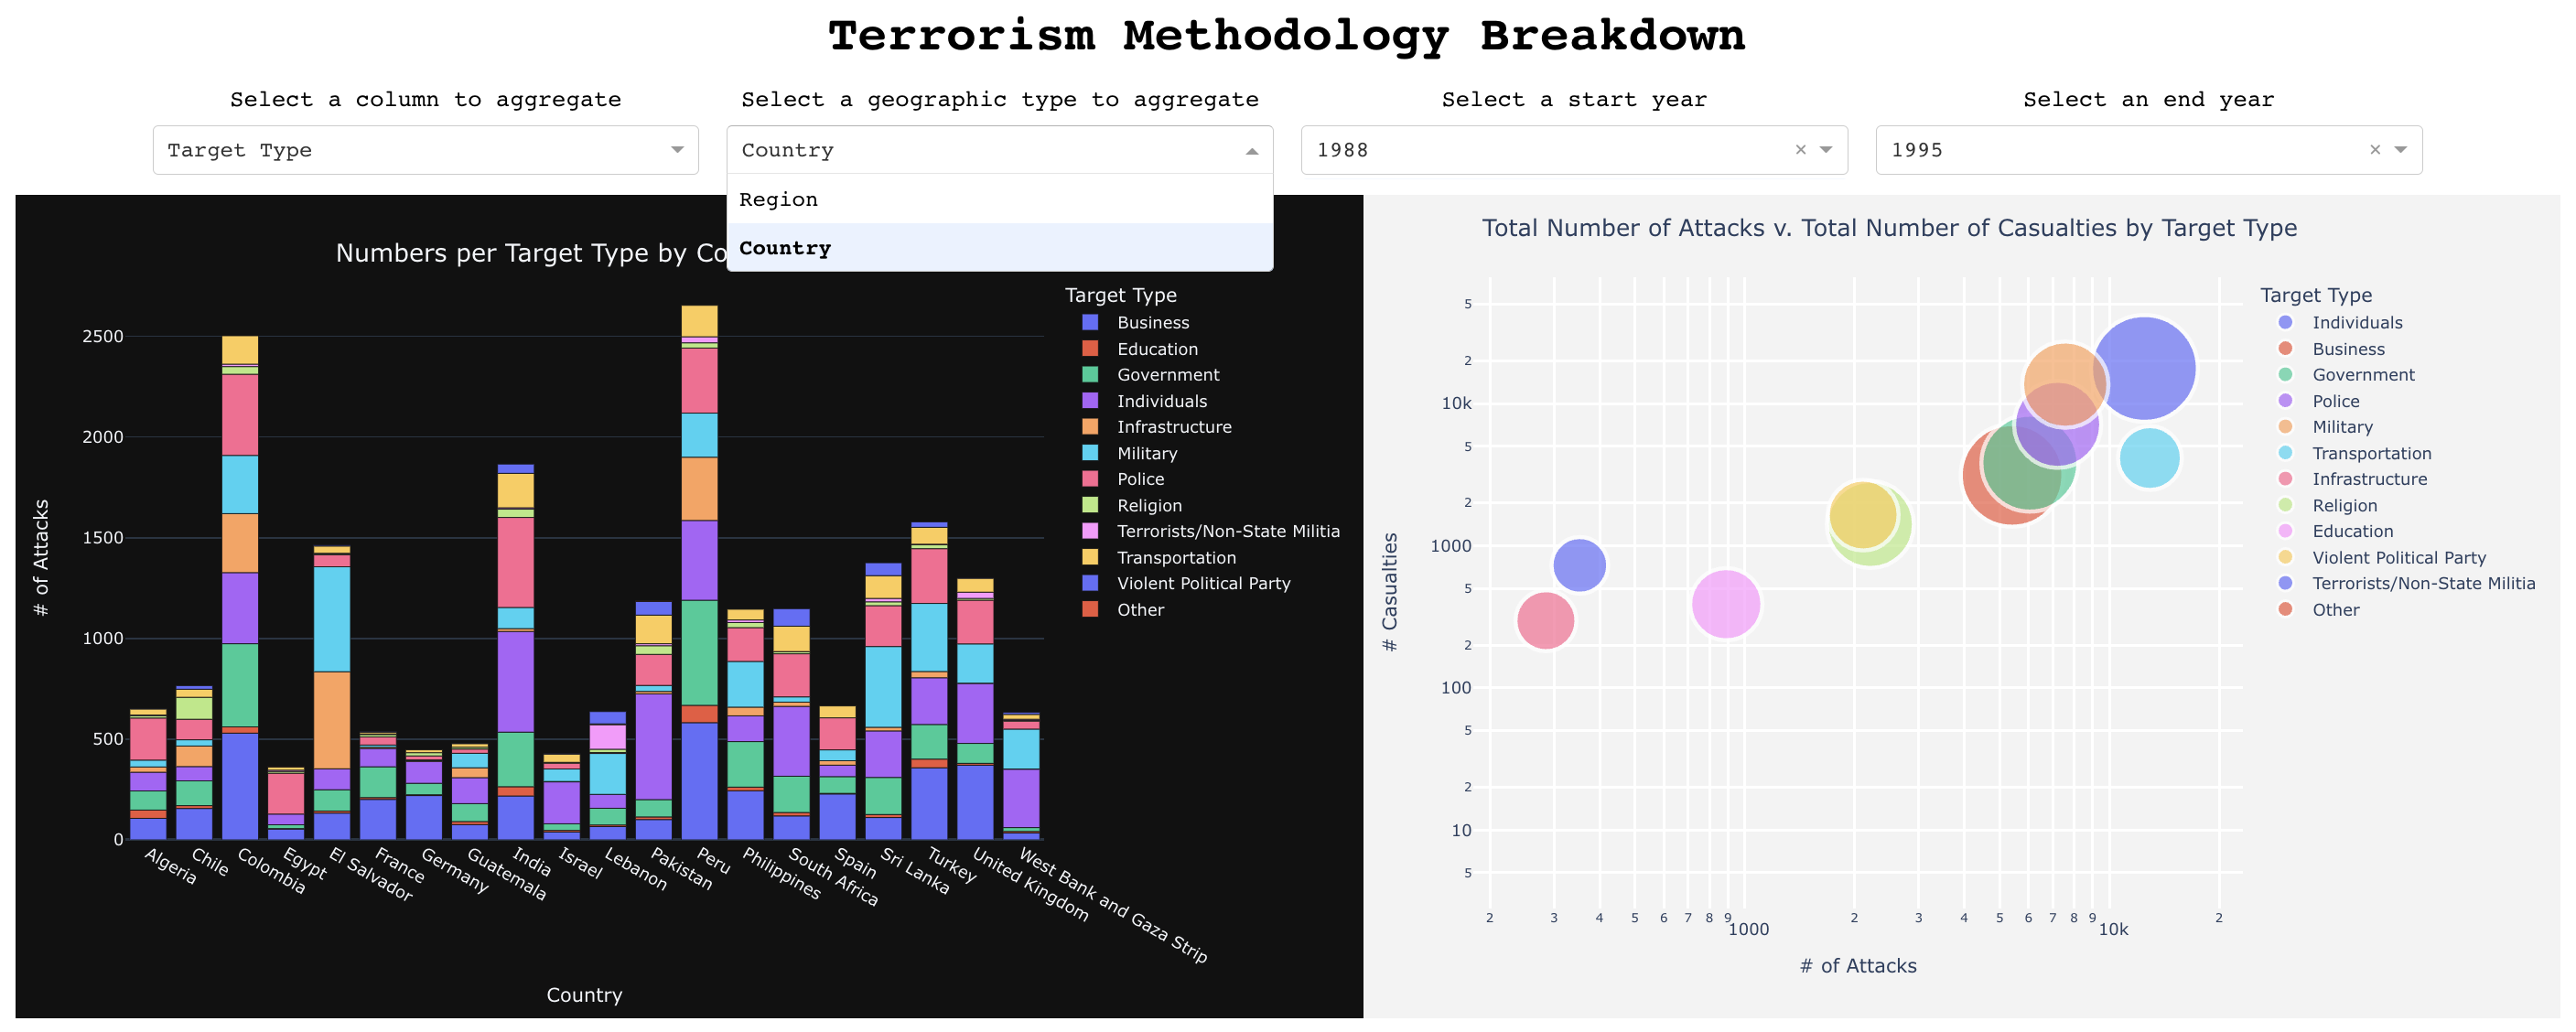 Terrorism Methodology Breakdown
Select a column to aggregate
Select a geographic type to aggregate
Select a start year
Select an end year
Target Type
Country
× 1988
× 1995
Region
Country
Numbers per Target Type by Co
# of Attacks
2500
2000
1500
1000
500
0
Algeria
Chile
Colombia
Egypt
El Salvador
France
Germany
Guatemala
India
Israel
Lebanon
Pakistan
Peru
Philippines
South Africa
Spain
Sri Lanka
Turkey
United Kingdom
West Bank and Gaza Strip
Country
Target Type
Business
Education
Government
Individuals
Infrastructure
Military
Police
Religion
Terrorists/Non-State Militia
Transportation
Violent Political Party
Other
Total Number of Attacks v. Total Number of Casualties by Target Type
# Casualties
5
2
10k
5
2
1000
5
2
100
5
2
10
5
2 3 4 5 6 7 8 9 1000 2 3 4 5 6 7 8 9 10k 2
# of Attacks
Target Type
Individuals
Business
Government
Police
Military
Transportation
Infrastructure
Religion
Education
Violent Political Party
Terrorists/Non-State Militia
Other